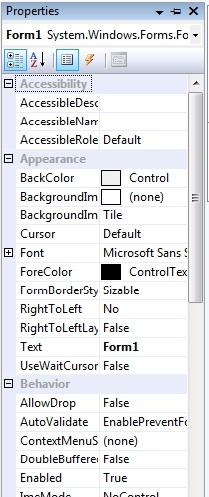 Properties
Form1 System.Windows.Forms.Fo
Accessibility
AccessibleDesc
AccessibleNam
AccessibleRole Default
Appearance
BackColor Control
BackgroundIm (none)
BackgroundIm Tile
Cursor Default
Font Microsoft Sans S
ForeColor ControlTex
FormBorderSty Sizable
RightToLeft No
RightToLeftLay False
Text Form1
UseWaitCursor False
Behavior
AllowDrop False
AutoValidate EnablePreventFo
ContextMenuS (none)
DoubleBuffere False
Enabled True
ImeMode NoControl